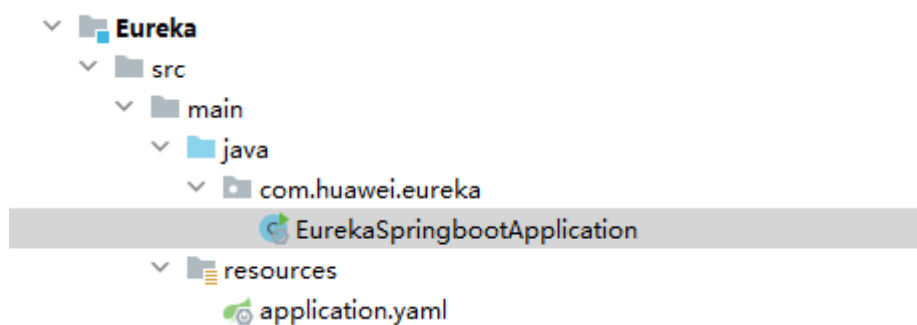 Eureka
src
main
java
com.huawei.eureka
EurekaSpringbootApplication
resources
application.yaml